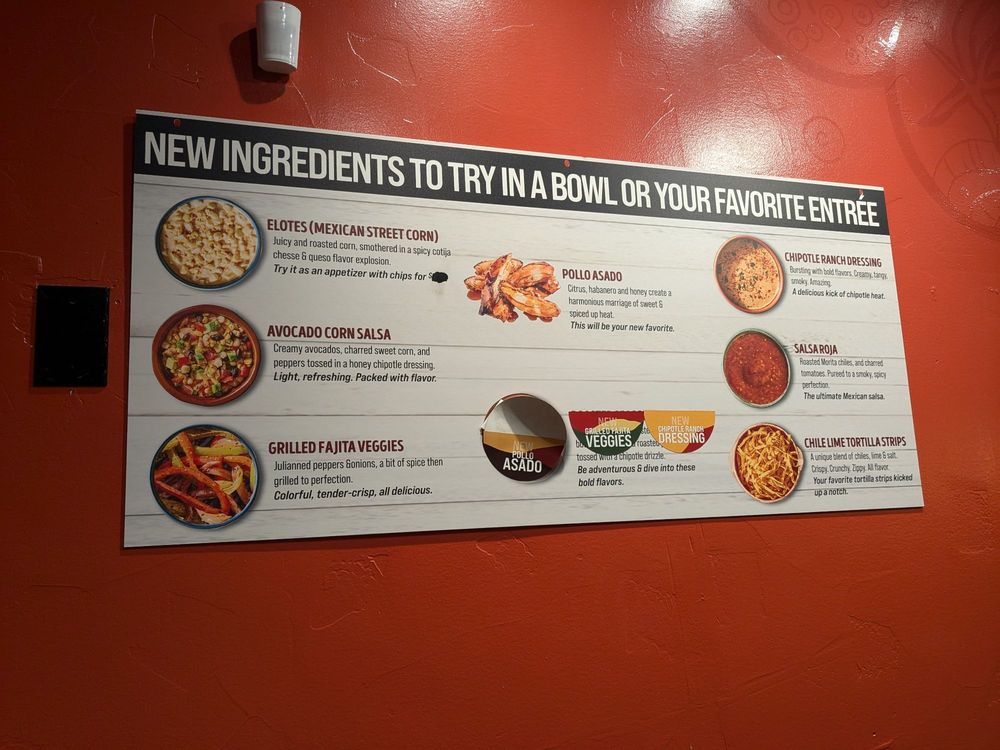 NEW INGREDIENTS TO TRY IN A BOWL OR YOUR FAVORITE ENTRÉE
ELOTES (MEXICAN STREET CORN)
Juicy and roasted corn, smothered in a spicy cotija
chesse & queso flavor explosion.
Try it as an appetizer with chips for $
AVOCADO CORN SALSA
Creamy avocados, charred sweet corn, and
peppers tossed in a honey chipotle dressing.
Light, refreshing. Packed with flavor.
GRILLED FAJITA VEGGIES
Julianned peppers &onions, a bit of spice then
grilled to perfection.
Colorful, tender-crisp, all delicious.
POLLO ASADO
Citrus, habanero and honey create a
harmonious marriage of sweet &
spiced up heat.
This will be your new favorite.
NEW
POLLO
ASADO
NEW
GRILLED FAJITA
VEGGIES
NEW
CHIPOTLE RANCH
DRESSING
roasted
tossed with a chipotle drizzle.
Be adventurous & dive into these
bold flavors.
CHIPOTLE RANCH DRESSING
Bursting with bold flavors. Creamy, tangy,
smoky. Amazing.
A delicious kick of chipotle heat.
SALSA ROJA
Roasted Morita chiles, and charred
tomatoes. Pureed to a smoky, spicy
perfection.
The ultimate Mexican salsa.
CHILE LIME TORTILLA STRIPS
A unique blend of chiles, lime & salt.
Crispy. Crunchy. Zippy. All flavor.
Your favorite tortilla strips kicked
up a notch.